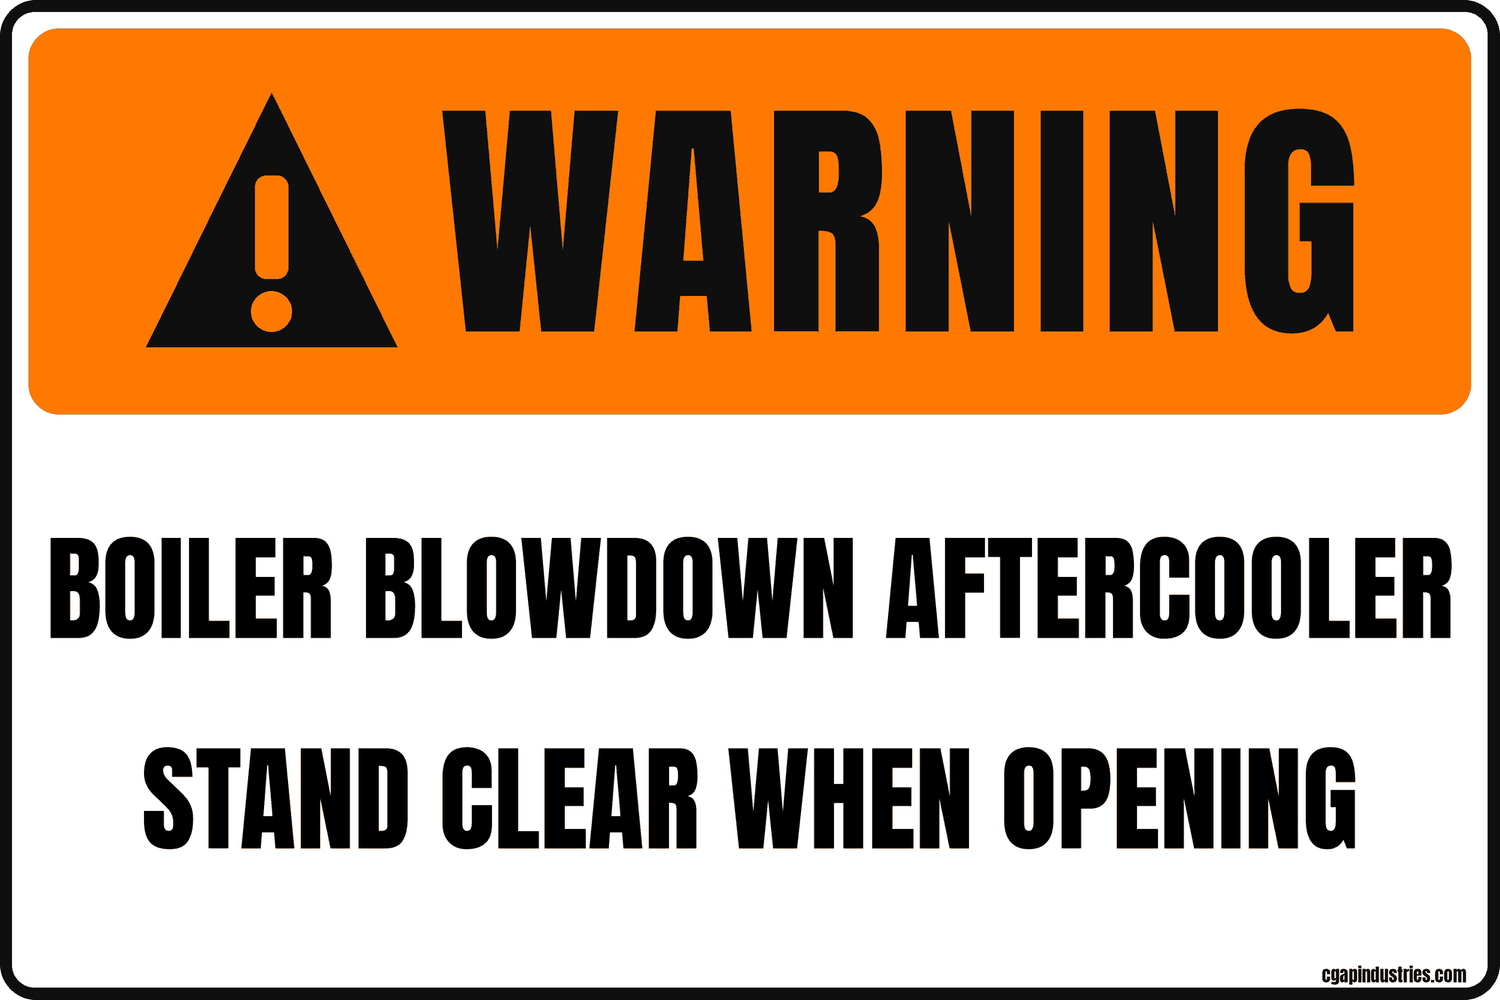 WARNING
BOILER BLOWDOWN AFTERCOOLER
STAND CLEAR WHEN OPENING
cgapindustries.com